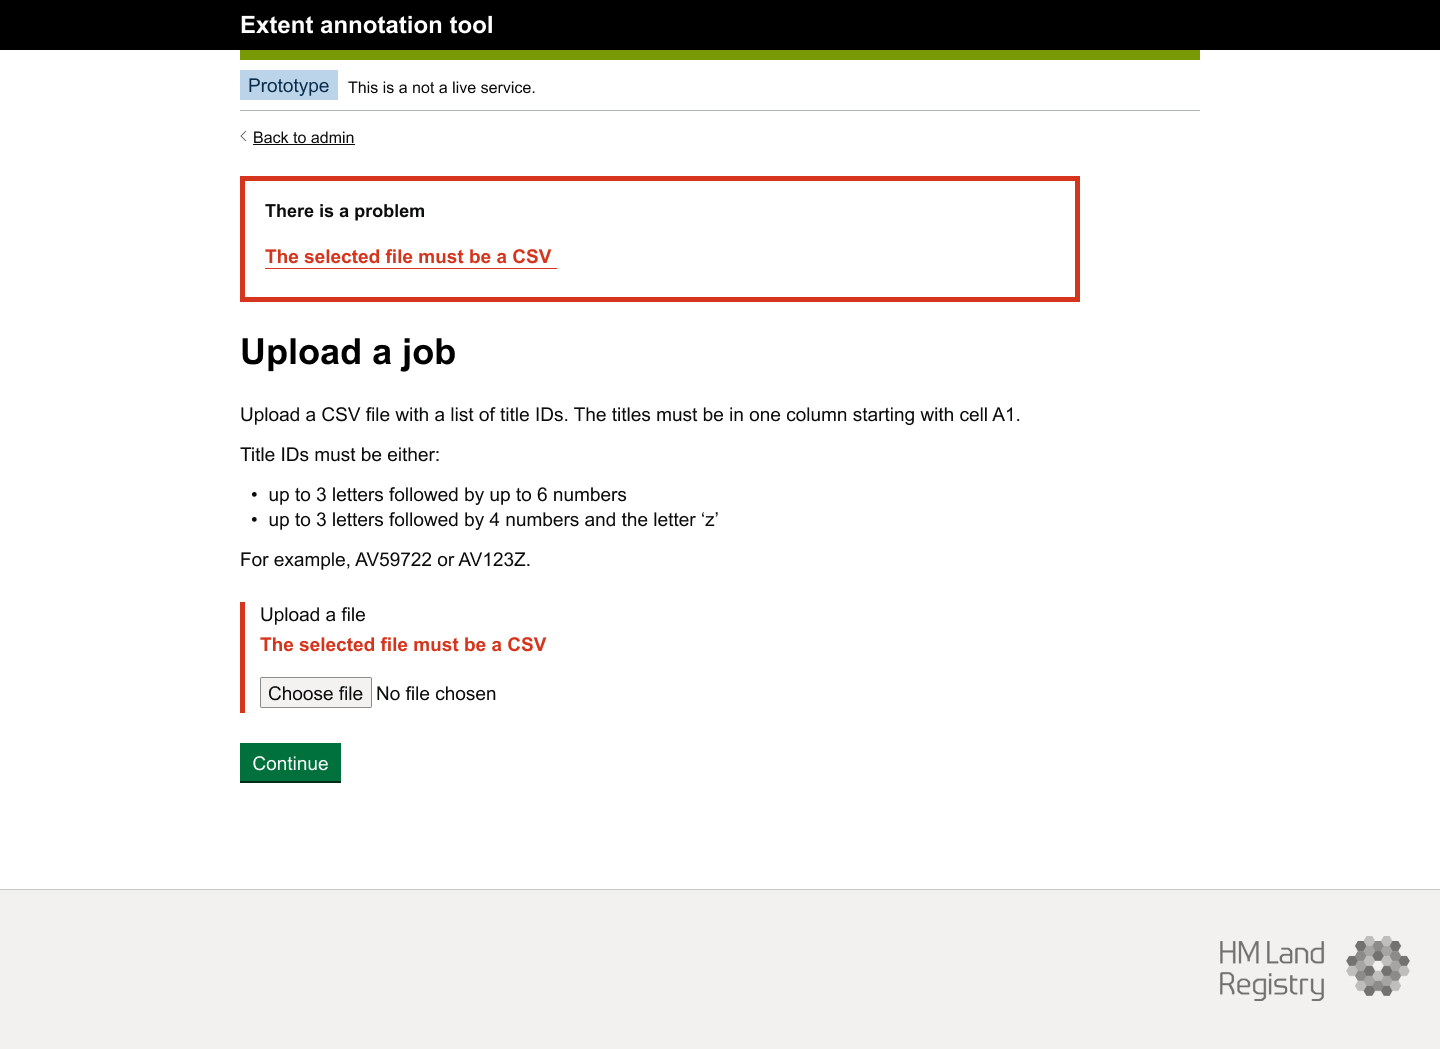 Extent annotation tool
Prototype This is a not a live service.
Back to admin
There is a problem
The selected file must be a CSV
Upload a job
Upload a CSV file with a list of title IDs. The titles must be in one column starting with cell A1.
Title IDs must be either:
• up to 3 letters followed by up to 6 numbers
• up to 3 letters followed by 4 numbers and the letter ‘z’
For example, AV59722 or AV123Z.
Upload a file
The selected file must be a CSV
Choose file No file chosen
Continue
HM Land
Registry